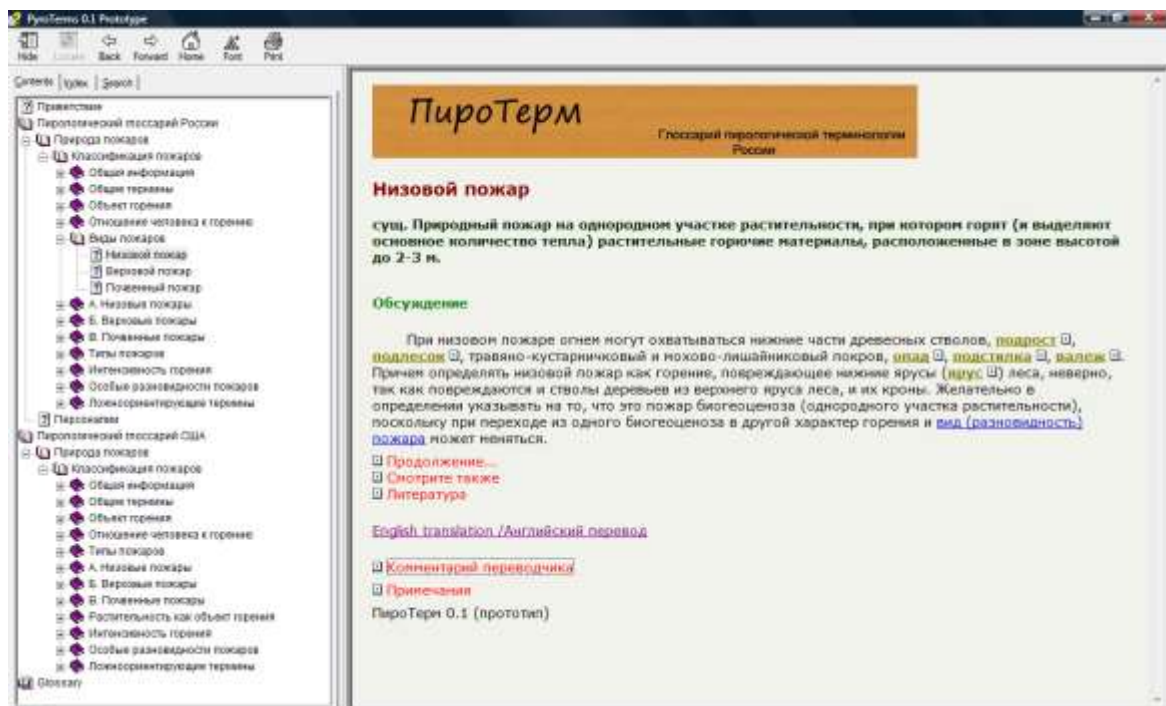 PyroTerms 0.1 Prototype
Hide Locate Back Forward Home Font Print
Contents Index Search
Приветствие
Пирологический глоссарий России
Природа пожаров
Классификация пожаров
Общая информация
Общие термины
Объект горения
Отношение человека к горению
Виды пожаров
Низовой пожар
Верховой пожар
Почвенный пожар
А. Низовые пожары
Б. Верховые пожары
В. Почвенные пожары
Типы пожаров
Интенсивность горения
Особые разновидности пожаров
Ложноориентирующие термины
Персоналии
Пирологический глоссарий США
Природа пожаров
Классификация пожаров
Общая информация
Общие термины
Объект горения
Отношение человека к горению
Типы пожаров
А. Низовые пожары
Б. Верховые пожары
В. Почвенные пожары
Растительность как объект горения
Интенсивность горения
Особые разновидности пожаров
Ложноориентирующие термины
Glossary
ПироТерм
Глоссарий пирологической терминологии
России
Низовой пожар
сущ. Природный пожар на однородном участке растительности, при котором горят (и выделяют
основное количество тепла) растительные горючие материалы, расположенные в зоне высотой
до 2-3 м.
Обсуждение
При низовом пожаре огнем могут охватываться нижние части древесных стволов, подрост,
подлесок, травяно-кустарничковый и мохово-лишайниковый покров, опад, подстилка, валеж.
Причем определять низовой пожар как горение, повреждающее нижние ярусы (ярус) леса, неверно,
так как повреждаются и стволы деревьев из верхнего яруса леса, и их кроны. Желательно в
определении указывать на то, что это пожар биогеоценоза (однородного участка растительности),
поскольку при переходе из одного биогеоценоза в другой характер горения и вид (разновидность)
пожара может меняться.
Продолжение...
Смотрите также
Литература
English translation /Английский перевод
Комментарий переводчика
Примечания
ПироТерм 0.1 (прототип)